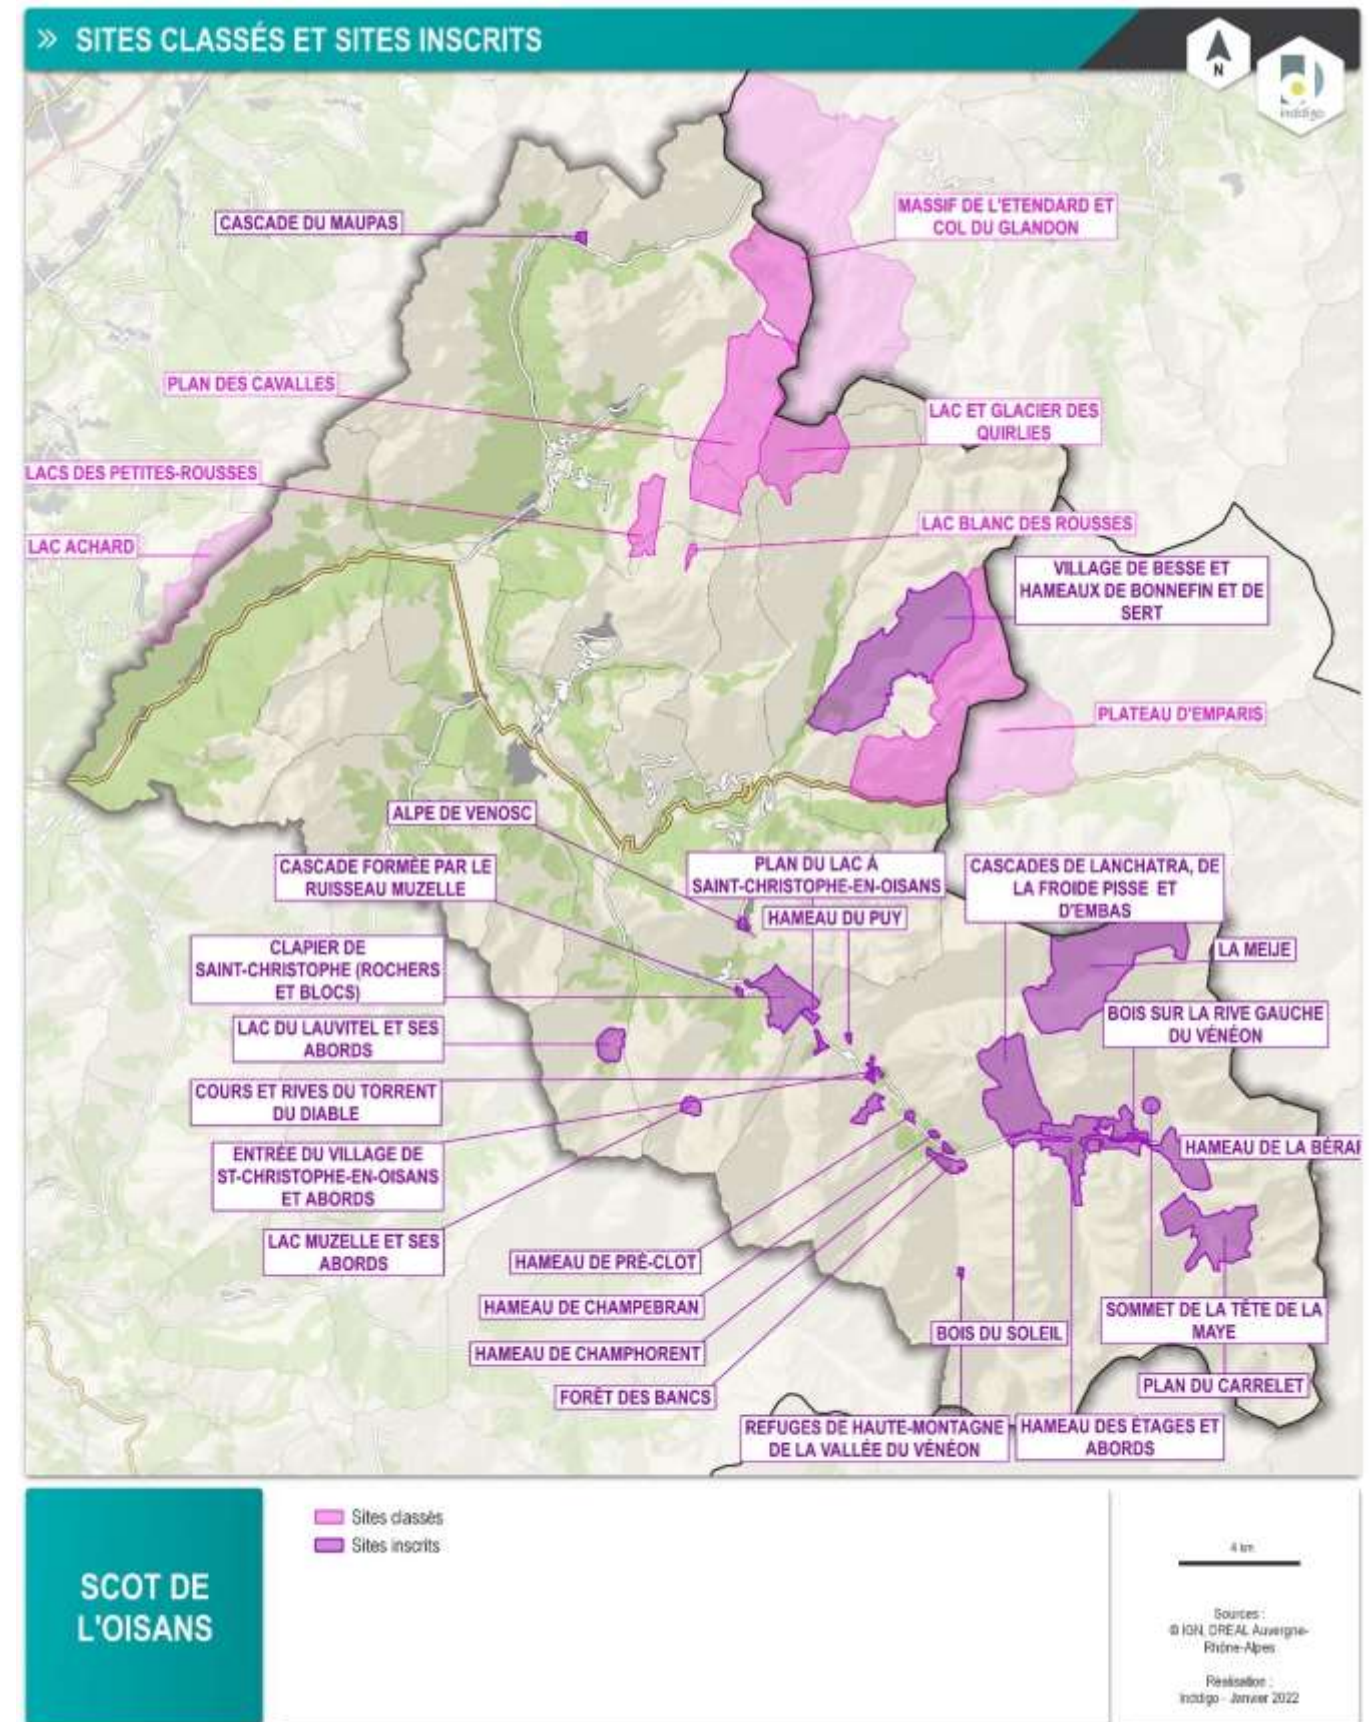 » SITES CLASSÉS ET SITES INSCRITS
N
inddigo
CASCADE DU MAUPAS
MASSIF DE L'ETENDARD ET
COL DU GLANDON
PLAN DES CAVALLES
LAC ET GLACIER DES
QUIRLIES
LACS DES PETITES-ROUSSES
LAC BLANC DES ROUSSES
LAC ACHARD
VILLAGE DE BESSE ET
HAMEAUX DE BONNEFIN ET DE
SERT
PLATEAU D'EMPARIS
ALPE DE VENOSC
CASCADE FORMÉE PAR LE
RUISSEAU MUZELLE
PLAN DU LAC À
SAINT-CHRISTOPHE-EN-OISANS
CASCADES DE LANCHATRA, DE
LA FROIDE PISSE ET
D'EMBAS
HAMEAU DU PUY
CLAPIER DE
SAINT-CHRISTOPHE (ROCHERS
ET BLOCS)
LA MEIJE
LAC DU LAUVITEL ET SES
ABORDS
BOIS SUR LA RIVE GAUCHE
DU VÉNÉON
COURS ET RIVES DU TORRENT
DU DIABLE
ENTRÉE DU VILLAGE DE
ST-CHRISTOPHE-EN-OISANS
ET ABORDS
HAMEAU DE LA BÉRAR
LAC MUZELLE ET SES
ABORDS
HAMEAU DE PRÉ-CLOT
HAMEAU DE CHAMPEBRAN
HAMEAU DE CHAMPHORENT
FORÊT DES BANCS
BOIS DU SOLEIL
SOMMET DE LA TÊTE DE LA
MAYE
PLAN DU CARRELET
REFUGES DE HAUTE-MONTAGNE
DE LA VALLÉE DU VÉNÉON
HAMEAU DES ÉTAGES ET
ABORDS
SCOT DE
L'OISANS
Sites classés
Sites inscrits
4 km
Sources :
© IGN, DREAL Auvergne-
Rhône-Alpes
Réalisation :
Inddigo - Janvier 2022